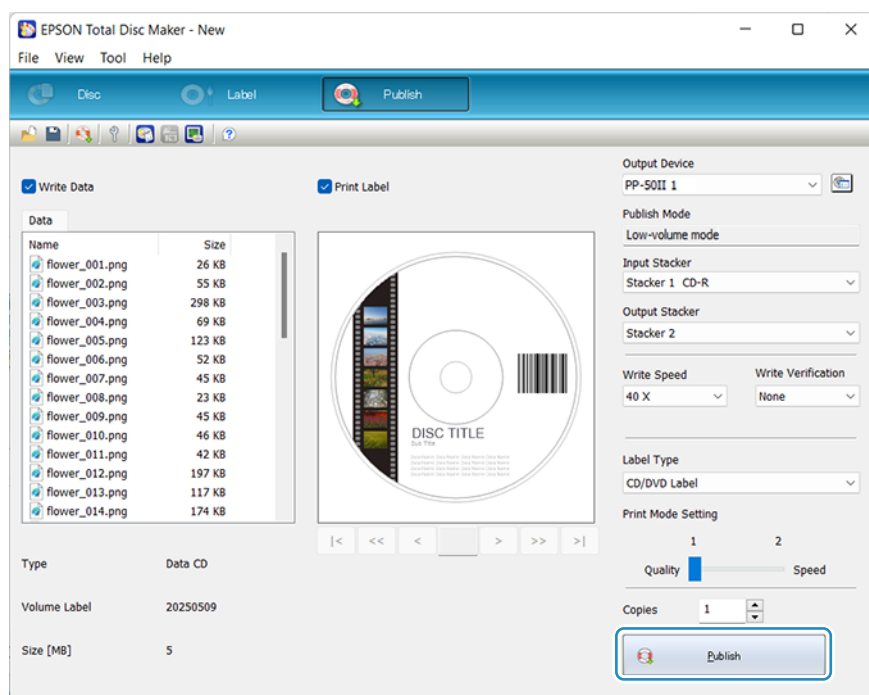 EPSON Total Disc Maker - New
File View Tool Help
Disc Label Publish
Write Data
Data
Name Size
flower_001.png 26 KB
flower_002.png 55 KB
flower_003.png 298 KB
flower_004.png 69 KB
flower_005.png 123 KB
flower_006.png 52 KB
flower_007.png 45 KB
flower_008.png 23 KB
flower_009.png 45 KB
flower_010.png 46 KB
flower_011.png 42 KB
flower_012.png 197 KB
flower_013.png 117 KB
flower_014.png 174 KB
Type Data CD
Volume Label 20250509
Size [MB] 5
Print Label
DISC TITLE
Sub Title
|< << < > >> >|
Output Device
PP-50II 1
Publish Mode
Low-volume mode
Input Stacker
Stacker 1 CD-R
Output Stacker
Stacker 2
Write Speed Write Verification
40 X None
Label Type
CD/DVD Label
Print Mode Setting
1 2
Quality Speed
Copies 1
Publish